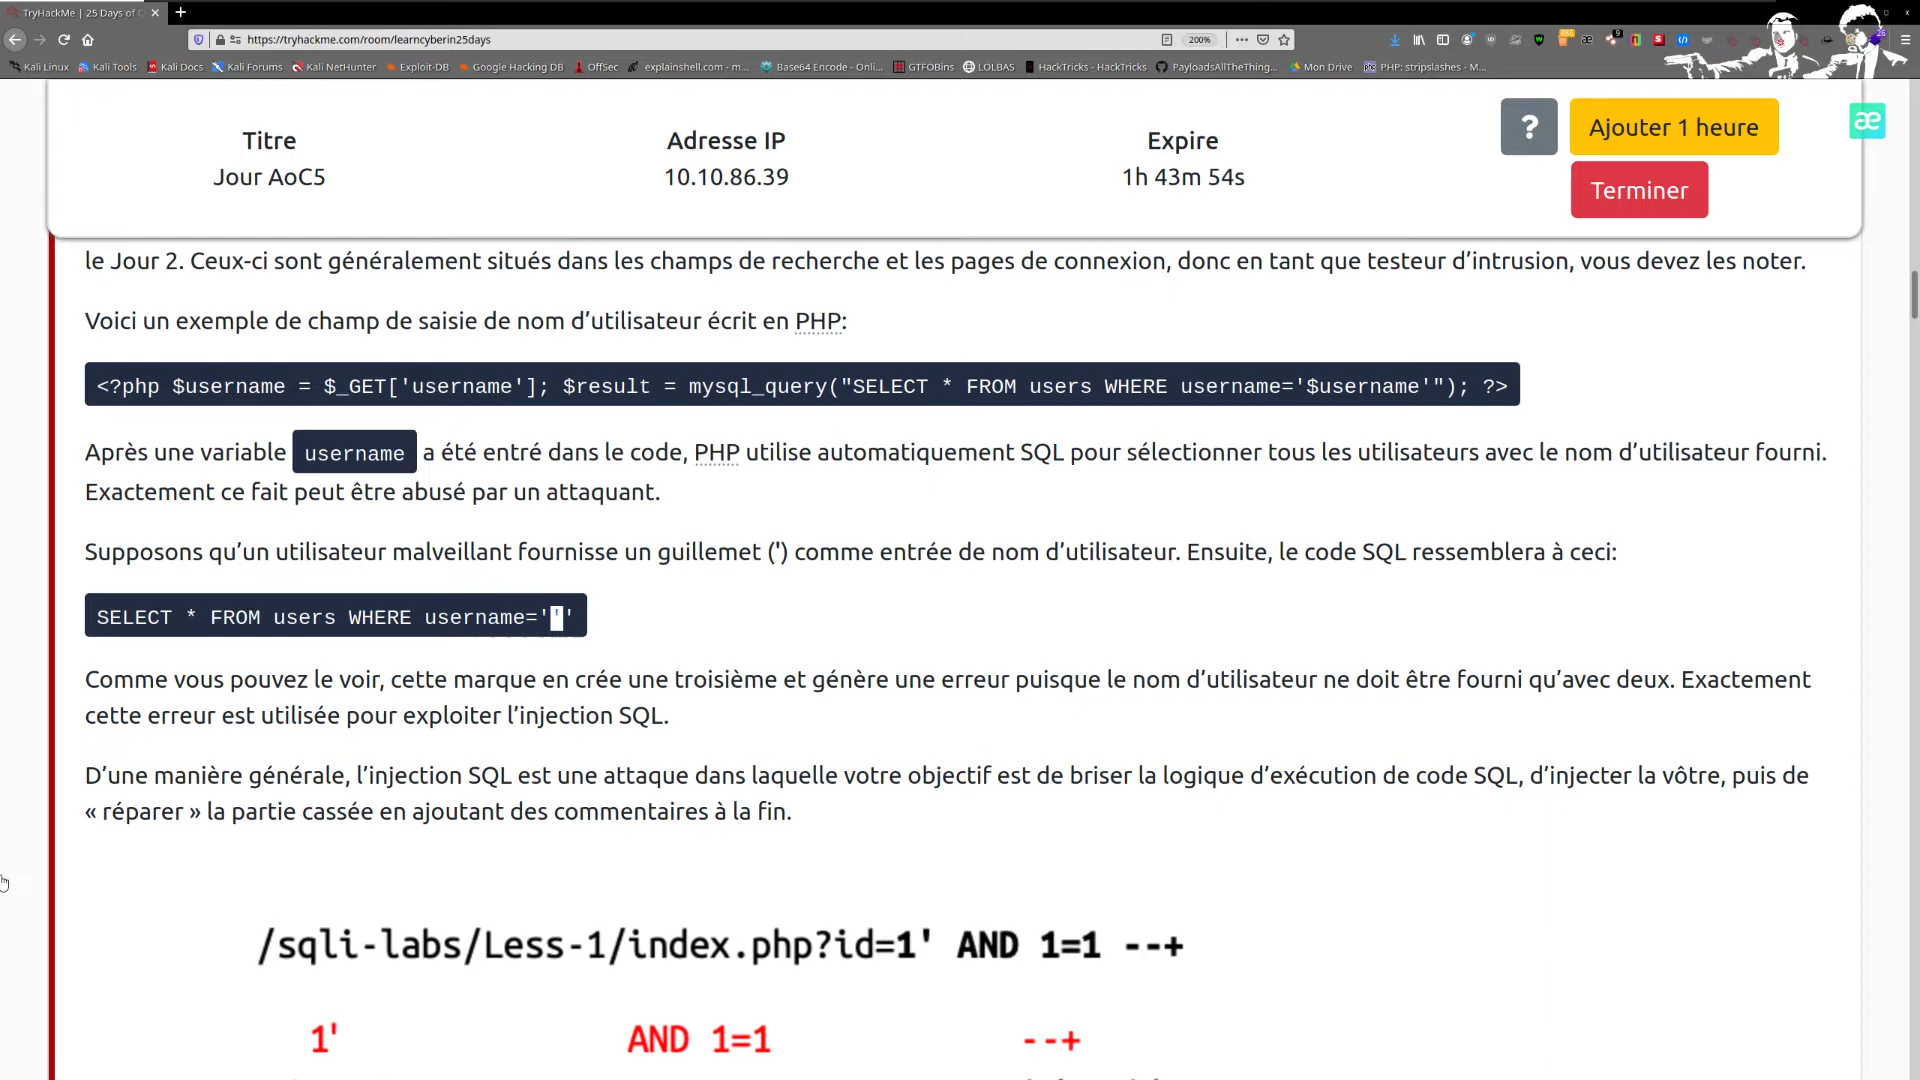 TryHackMe | 25 Days of C
https://tryhackme.com/room/learncyberin25days
200%
Kali Linux Kali Tools Kali Docs Kali Forums Kali NetHunter Exploit-DB Google Hacking DB OffSec explainshell.com - m... Base64 Encode - Onli... GTFOBins LOLBAS HackTricks - HackTricks PayloadsAllTheThing... Mon Drive PHP: stripslashes - M...
Titre Adresse IP Expire ? Ajouter 1 heure
Jour AoC5 10.10.86.39 1h 43m 54s Terminer
æ
le Jour 2. Ceux-ci sont généralement situés dans les champs de recherche et les pages de connexion, donc en tant que testeur d’intrusion, vous devez les noter.
Voici un exemple de champ de saisie de nom d’utilisateur écrit en PHP:
<?php $username = $_GET['username']; $result = mysql_query("SELECT * FROM users WHERE username='$username'"); ?>
Après une variable username a été entré dans le code, PHP utilise automatiquement SQL pour sélectionner tous les utilisateurs avec le nom d’utilisateur fourni.
Exactement ce fait peut être abusé par un attaquant.
Supposons qu’un utilisateur malveillant fournisse un guillemet (') comme entrée de nom d’utilisateur. Ensuite, le code SQL ressemblera à ceci:
SELECT * FROM users WHERE username='''
Comme vous pouvez le voir, cette marque en crée une troisième et génère une erreur puisque le nom d’utilisateur ne doit être fourni qu’avec deux. Exactement
cette erreur est utilisée pour exploiter l’injection SQL.
D’une manière générale, l’injection SQL est une attaque dans laquelle votre objectif est de briser la logique d’exécution de code SQL, d’injecter la vôtre, puis de
« réparer » la partie cassée en ajoutant des commentaires à la fin.
/sqli-labs/Less-1/index.php?id=1' AND 1=1 --+
1' AND 1=1 --+